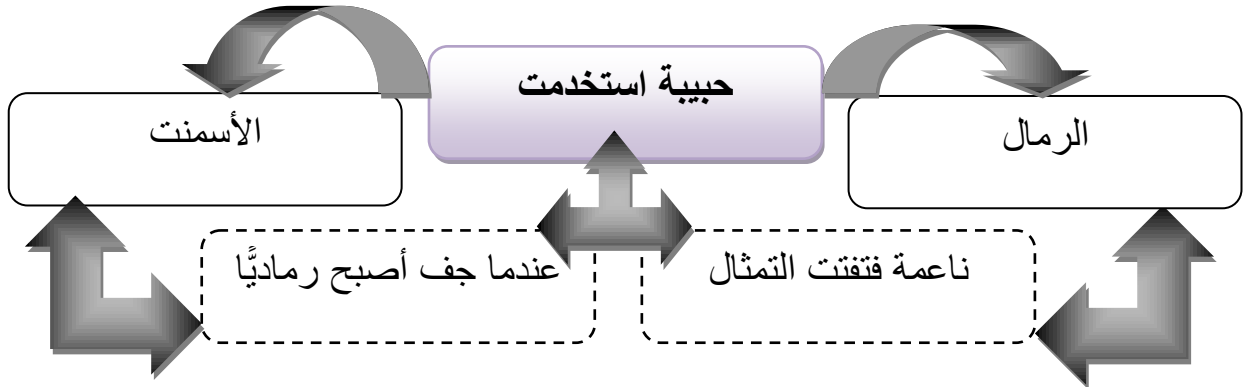 حبيبة استخدمت
الرمال
الأسمنت
ناعمة فتفتت التمثال
عندما جف أصبح رماديًّا